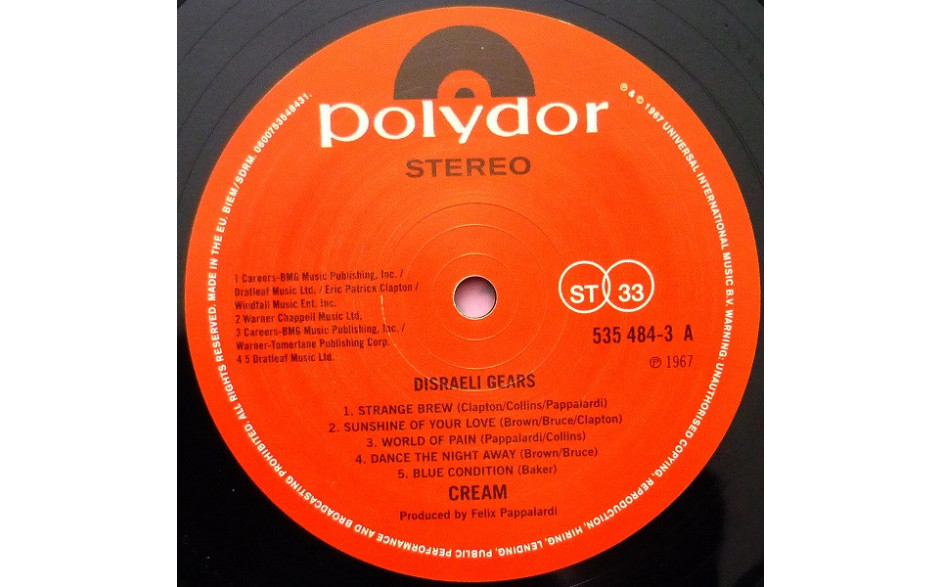 polydor
STEREO
ALL RIGHTS RESERVED. MADE IN THE EU. BIEM/SDRM. 0600753548431.
℗ & © 1967 UNIVERSAL INTERNATIONAL MUSIC B.V. WARNING: UNAUTHORISED COPYING, REPRODUCTION, HIRING, LENDING, PUBLIC PERFORMANCE AND BROADCASTING PROHIBITED.
1 Careers-BMG Music Publishing, Inc. /
Dratleaf Music Ltd. / Eric Patrick Clapton /
Windfall Music Ent. Inc.
2 Warner Chappell Music Ltd.
3 Careers-BMG Music Publishing, Inc. /
Warner-Tomerlane Publishing Corp.
4 5 Dratleaf Music Ltd.
ST 33
535 484-3 A
℗ 1967
DISRAELI GEARS
1. STRANGE BREW (Clapton/Collins/Pappalardi)
2. SUNSHINE OF YOUR LOVE (Brown/Bruce/Clapton)
3. WORLD OF PAIN (Pappalardi/Collins)
4. DANCE THE NIGHT AWAY (Brown/Bruce)
5. BLUE CONDITION (Baker)
CREAM
Produced by Felix Pappalardi